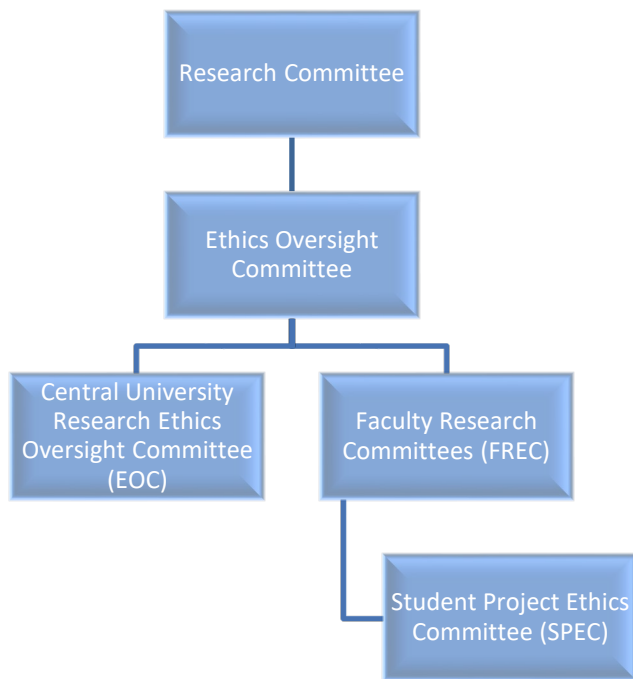 Research Committee
Ethics Oversight
Committee
Central University
Research Ethics
Oversight Committee
(EOC)
Faculty Research
Committees (FREC)
Student Project Ethics
Committee (SPEC)